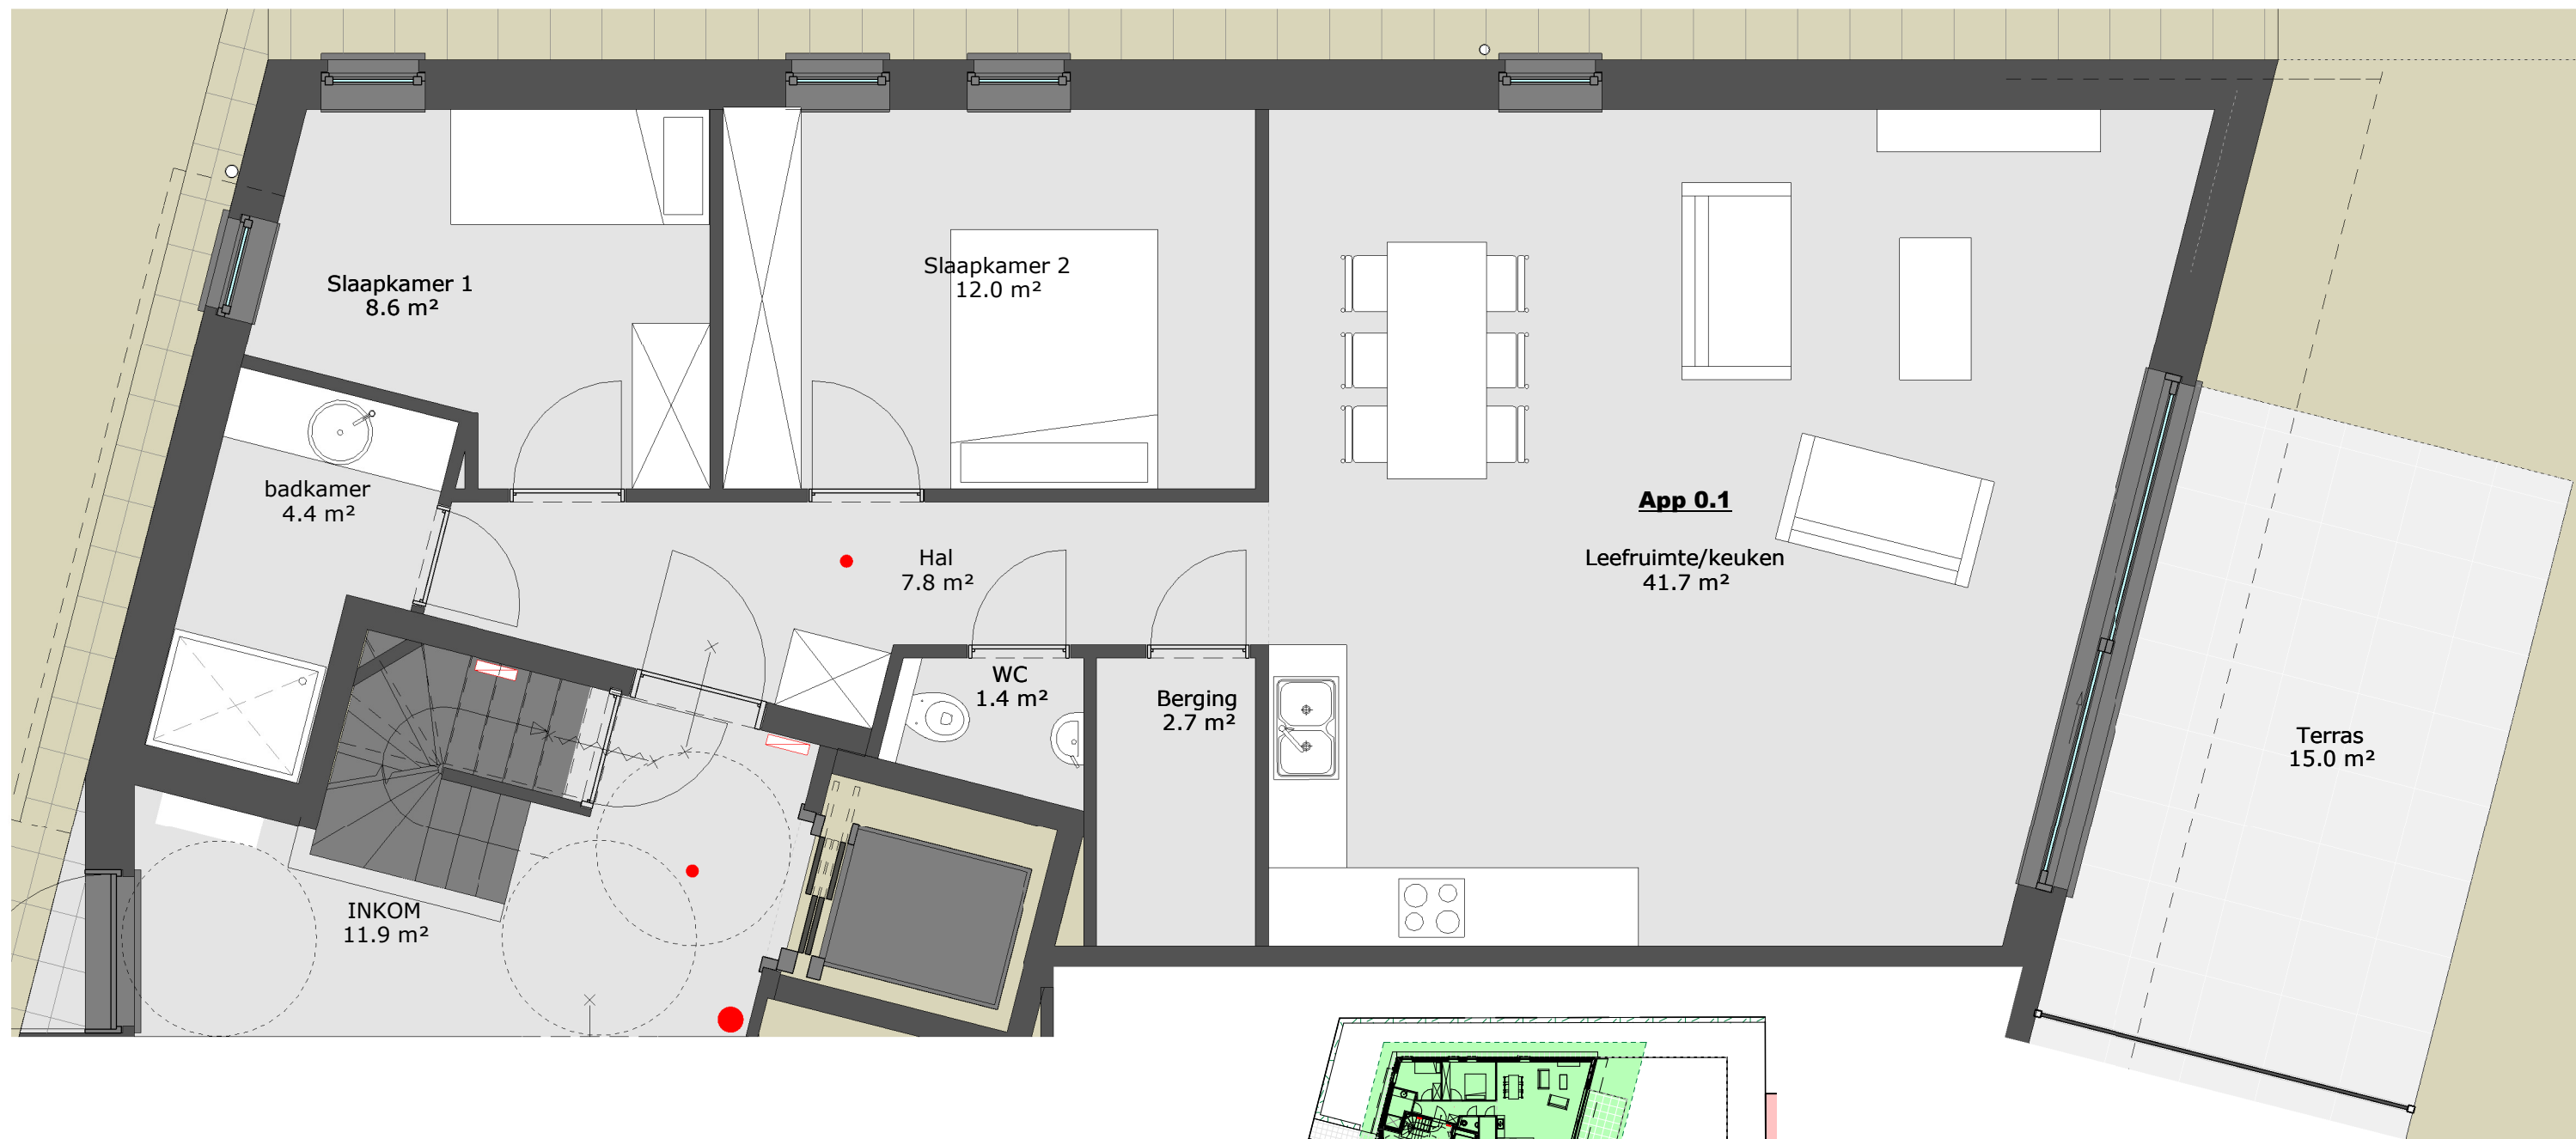 Slaapkamer 1
8.6 m²
Slaapkamer 2
12.0 m²
badkamer
4.4 m²
Hal
7.8 m²
App 0.1
Leefruimte/keuken
41.7 m²
WC
1.4 m²
Berging
2.7 m²
Terras
15.0 m²
INKOM
11.9 m²